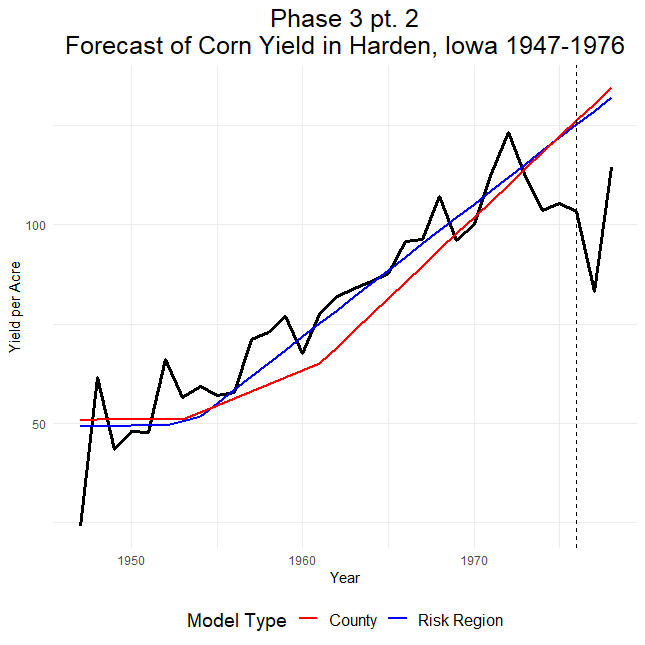 Phase 3 pt. 2
Forecast of Corn Yield in Harden, Iowa 1947-1976
Yield per Acre
100
50
1950 1960 1970
Year
Model Type County Risk Region